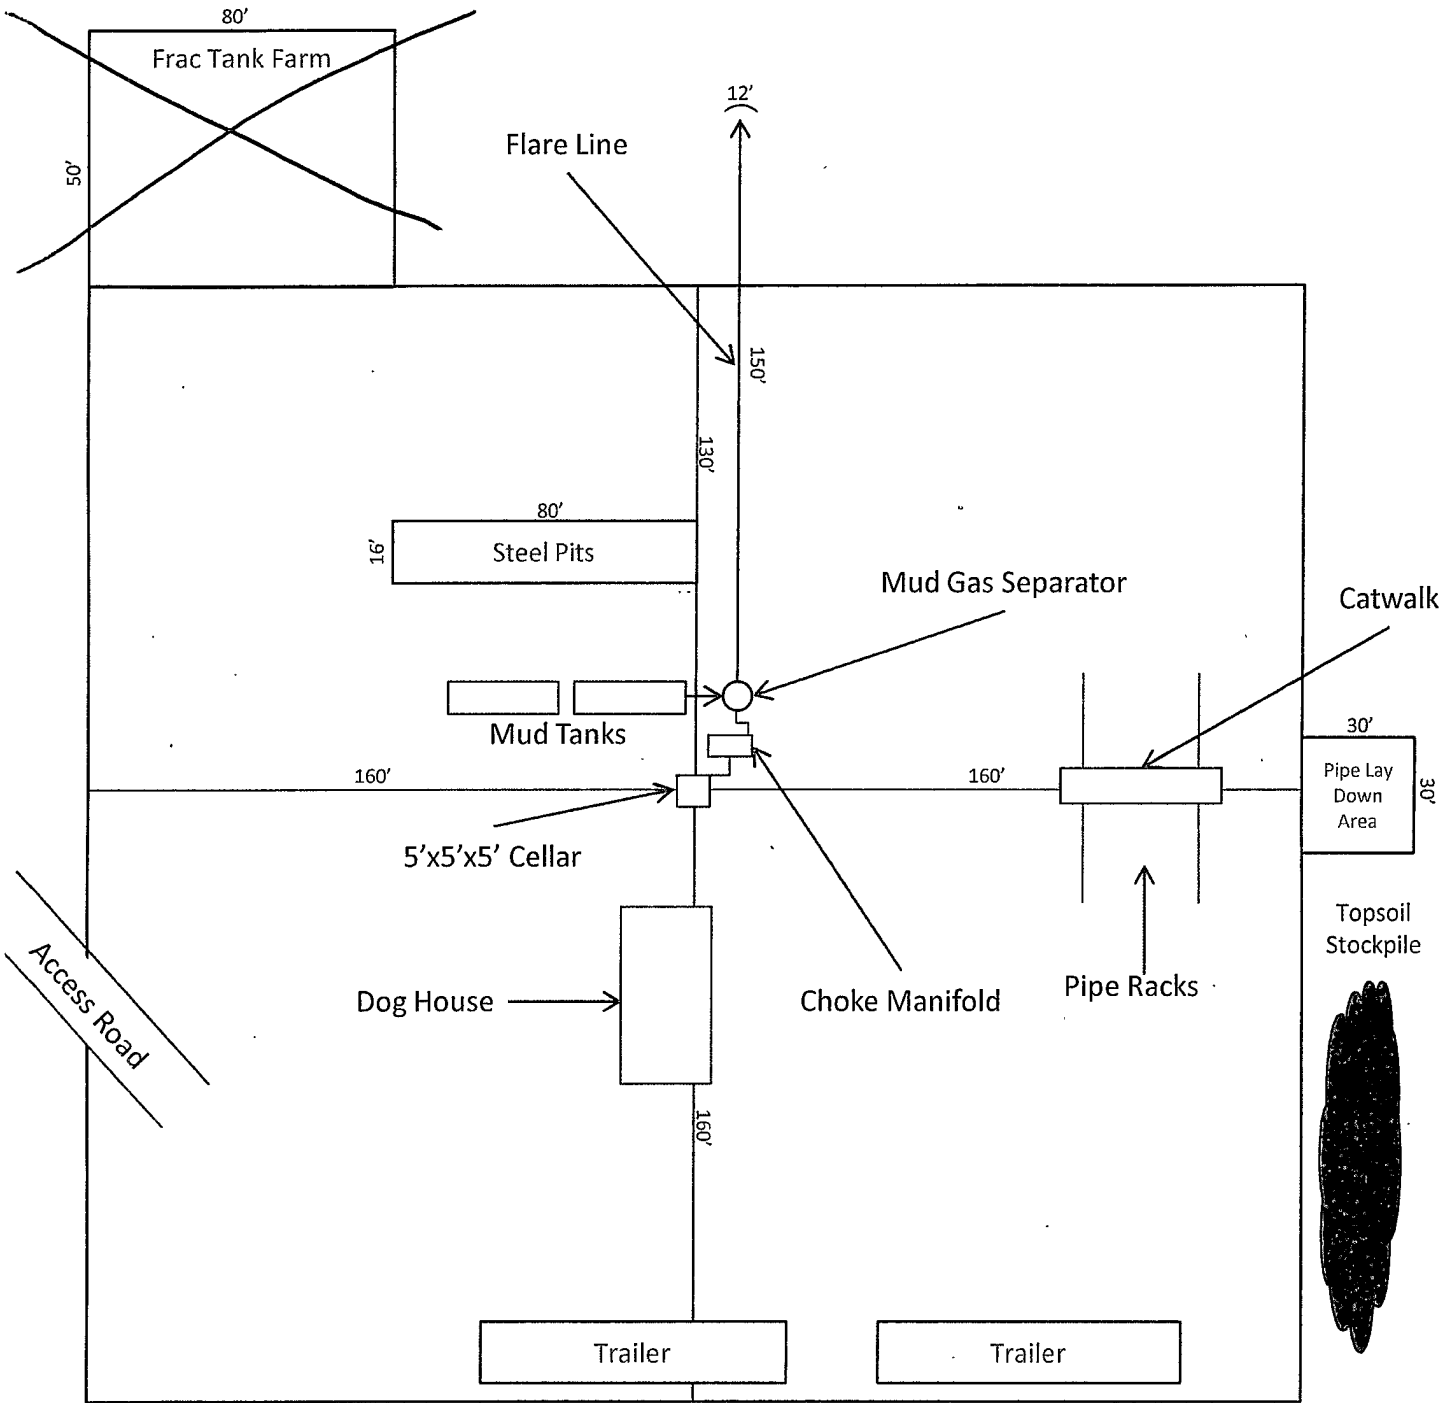 80'
Frac Tank Farm
50'
12'
Flare Line
150'
130'
80'
16'
Steel Pits
Mud Gas Separator
Catwalk
Mud Tanks
30'
160'
160'
Pipe Lay
Down
Area
30'
5'x5'x5' Cellar
Topsoil
Stockpile
Access Road
Dog House
Choke Manifold
Pipe Racks
160'
Trailer
Trailer